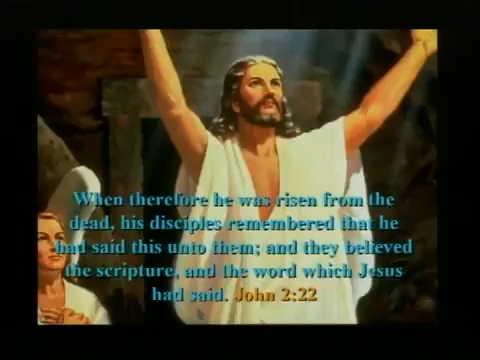 When therefore he was risen from the
dead, his disciples remembered that he
had said this unto them; and they believed
the scripture, and the word which Jesus
had said. John 2:22